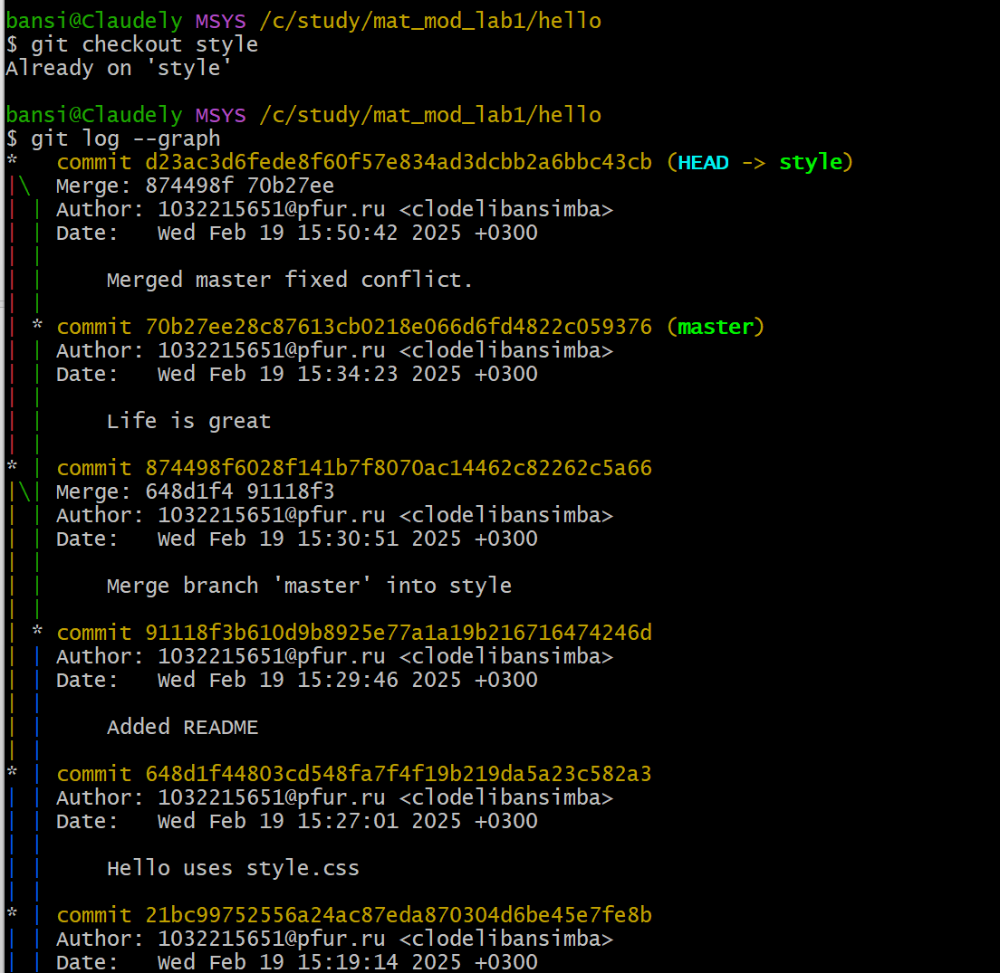 bansi@Claudely MSYS /c/study/mat_mod_lab1/hello
$ git checkout style
Already on 'style'
bansi@Claudely MSYS /c/study/mat_mod_lab1/hello
$ git log --graph
*   commit d23ac3d6fede8f60f57e834ad3dcbb2a6bbc43cb (HEAD -> style)
|\  Merge: 874498f 70b27ee
| | Author: 1032215651@pfur.ru <clodelibansimba>
| | Date:   Wed Feb 19 15:50:42 2025 +0300
| |
| |     Merged master fixed conflict.
| |
| * commit 70b27ee28c87613cb0218e066d6fd4822c059376 (master)
| | Author: 1032215651@pfur.ru <clodelibansimba>
| | Date:   Wed Feb 19 15:34:23 2025 +0300
| |
| |     Life is great
| |
* | commit 874498f6028f141b7f8070ac14462c82262c5a66
|\| Merge: 648d1f4 91118f3
| | Author: 1032215651@pfur.ru <clodelibansimba>
| | Date:   Wed Feb 19 15:30:51 2025 +0300
| |
| |     Merge branch 'master' into style
| |
| * commit 91118f3b610d9b8925e77a1a19b216716474246d
| | Author: 1032215651@pfur.ru <clodelibansimba>
| | Date:   Wed Feb 19 15:29:46 2025 +0300
| |
| |     Added README
| |
* | commit 648d1f44803cd548fa7f4f19b219da5a23c582a3
| | Author: 1032215651@pfur.ru <clodelibansimba>
| | Date:   Wed Feb 19 15:27:01 2025 +0300
| |
| |     Hello uses style.css
| |
* | commit 21bc99752556a24ac87eda870304d6be45e7fe8b
| | Author: 1032215651@pfur.ru <clodelibansimba>
| | Date:   Wed Feb 19 15:19:14 2025 +0300